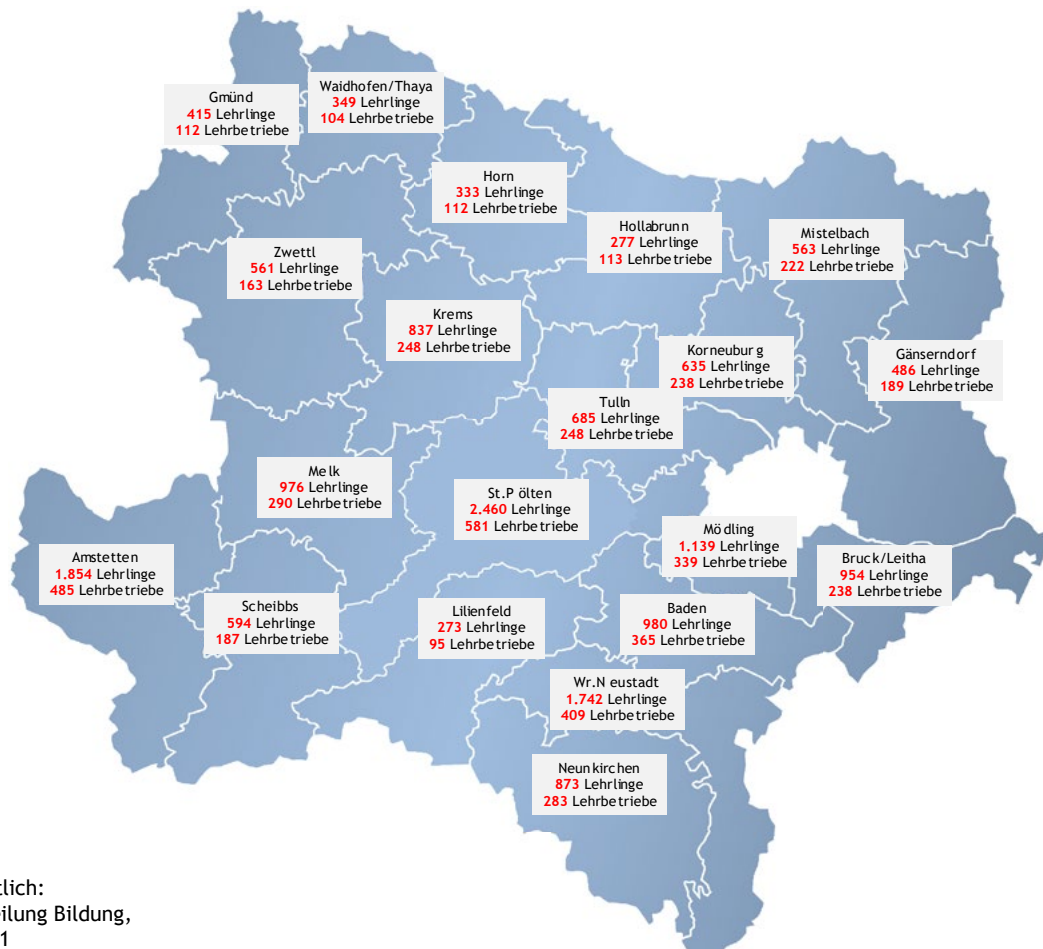 Gmünd
415 Lehrlinge
112 Lehrbetriebe
Waidhofen/Thaya
349 Lehrlinge
104 Lehrbetriebe
Horn
333 Lehrlinge
112 Lehrbetriebe
Hollabrunn
277 Lehrlinge
113 Lehrbetriebe
Mistelbach
563 Lehrlinge
222 Lehrbetriebe
Zwettl
561 Lehrlinge
163 Lehrbetriebe
Krems
837 Lehrlinge
248 Lehrbetriebe
Korneuburg
635 Lehrlinge
238 Lehrbetriebe
Gänserndorf
486 Lehrlinge
189 Lehrbetriebe
Tulln
685 Lehrlinge
248 Lehrbetriebe
Melk
976 Lehrlinge
290 Lehrbetriebe
St.Pölten
2.460 Lehrlinge
581 Lehrbetriebe
Mödling
1.139 Lehrlinge
339 Lehrbetriebe
Amstetten
1.854 Lehrlinge
485 Lehrbetriebe
Bruck/Leitha
954 Lehrlinge
238 Lehrbetriebe
Scheibbs
594 Lehrlinge
187 Lehrbetriebe
Lilienfeld
273 Lehrlinge
95 Lehrbetriebe
Baden
980 Lehrlinge
365 Lehrbetriebe
Wr.Neustadt
1.742 Lehrlinge
409 Lehrbetriebe
Neunkirchen
873 Lehrlinge
283 Lehrbetriebe
tlich:
eilung Bildung,
1